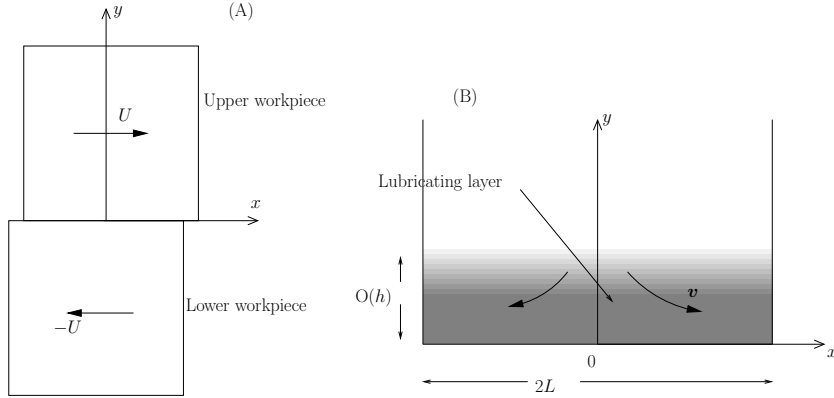 (A)
y
U
Upper workpiece
x
Lower workpiece
−U
(B)
y
Lubricating layer
O(h)
v
x
0
2L